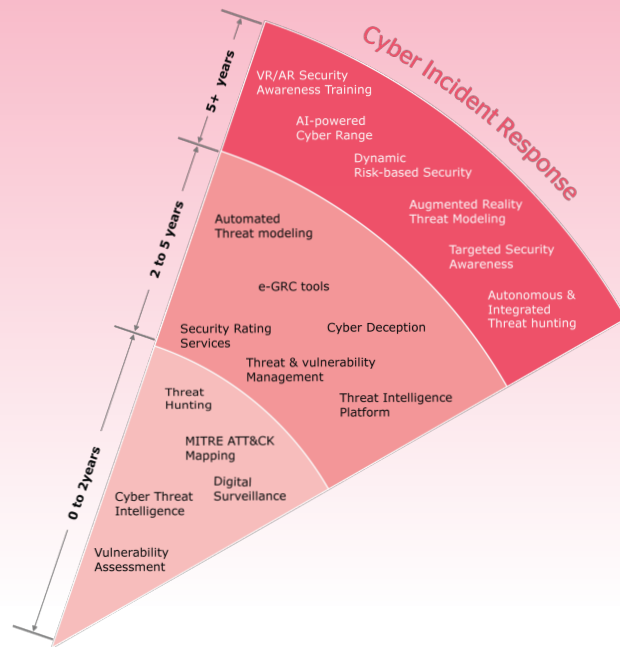 Cyber Incident Response
5+ years
VR/AR Security
Awareness Training
AI-powered
Cyber Range
Dynamic
Risk-based Security
Augmented Reality
Threat Modeling
Targeted Security
Awareness
Autonomous &
Integrated
Threat hunting
2 to 5 years
Automated
Threat modeling
e-GRC tools
Security Rating
Services
Cyber Deception
Threat & vulnerability
Management
Threat Intelligence
Platform
0 to 2years
Threat
Hunting
MITRE ATT&CK
Mapping
Digital
Surveillance
Cyber Threat
Intelligence
Vulnerability
Assessment